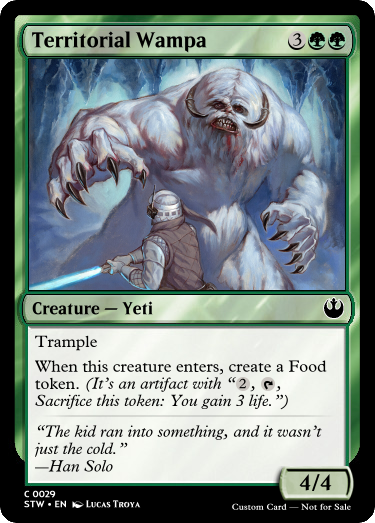 Territorial Wampa 3
Creature — Yeti
Trample
When this creature enters, create a Food
token. (It's an artifact with “2, ,
Sacrifice this token: You gain 3 life.”)
“The kid ran into something, and it wasn't
just the cold.”
—Han Solo
4/4
C 0029
STW • EN Lucas Troya
Custom Card — Not for Sale